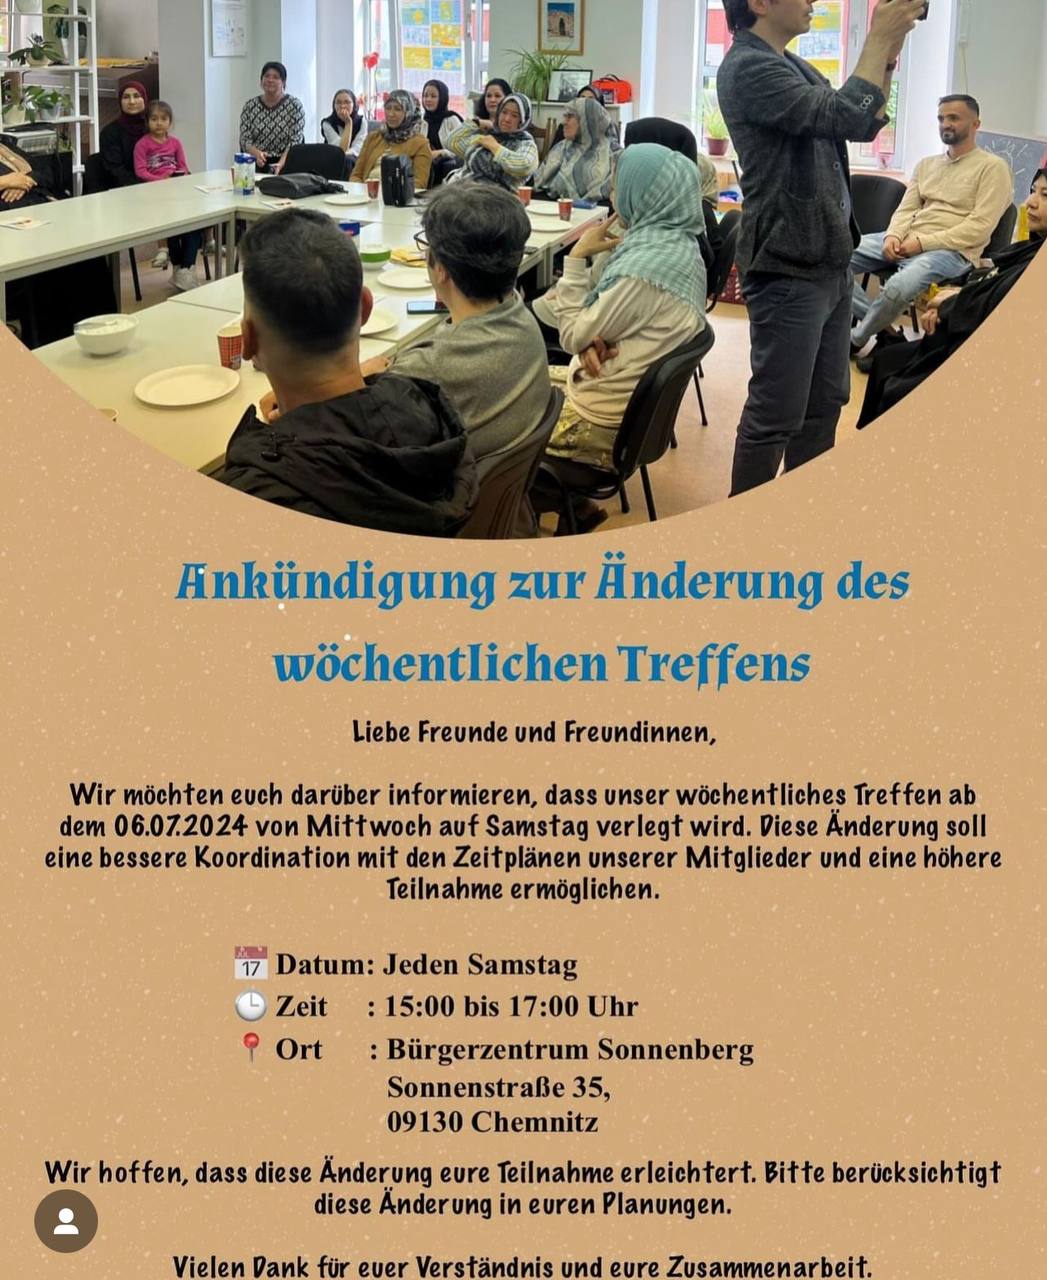 Ankündigung zur Änderung des
wöchentlichen Treffens
Liebe Freunde und Freundinnen,
Wir möchten euch darüber informieren, dass unser wöchentliches Treffen ab
dem 06.07.2024 von Mittwoch auf Samstag verlegt wird. Diese Änderung soll
eine bessere Koordination mit den Zeitplänen unserer Mitglieder und eine höhere
Teilnahme ermöglichen.
📅 Datum: Jeden Samstag
🕒 Zeit : 15:00 bis 17:00 Uhr
📍 Ort : Bürgerzentrum Sonnenberg
Sonnenstraße 35,
09130 Chemnitz
Wir hoffen, dass diese Änderung eure Teilnahme erleichtert. Bitte berücksichtigt
diese Änderung in euren Planungen.
Vielen Dank für euer Verständnis und eure Zusammenarbeit.